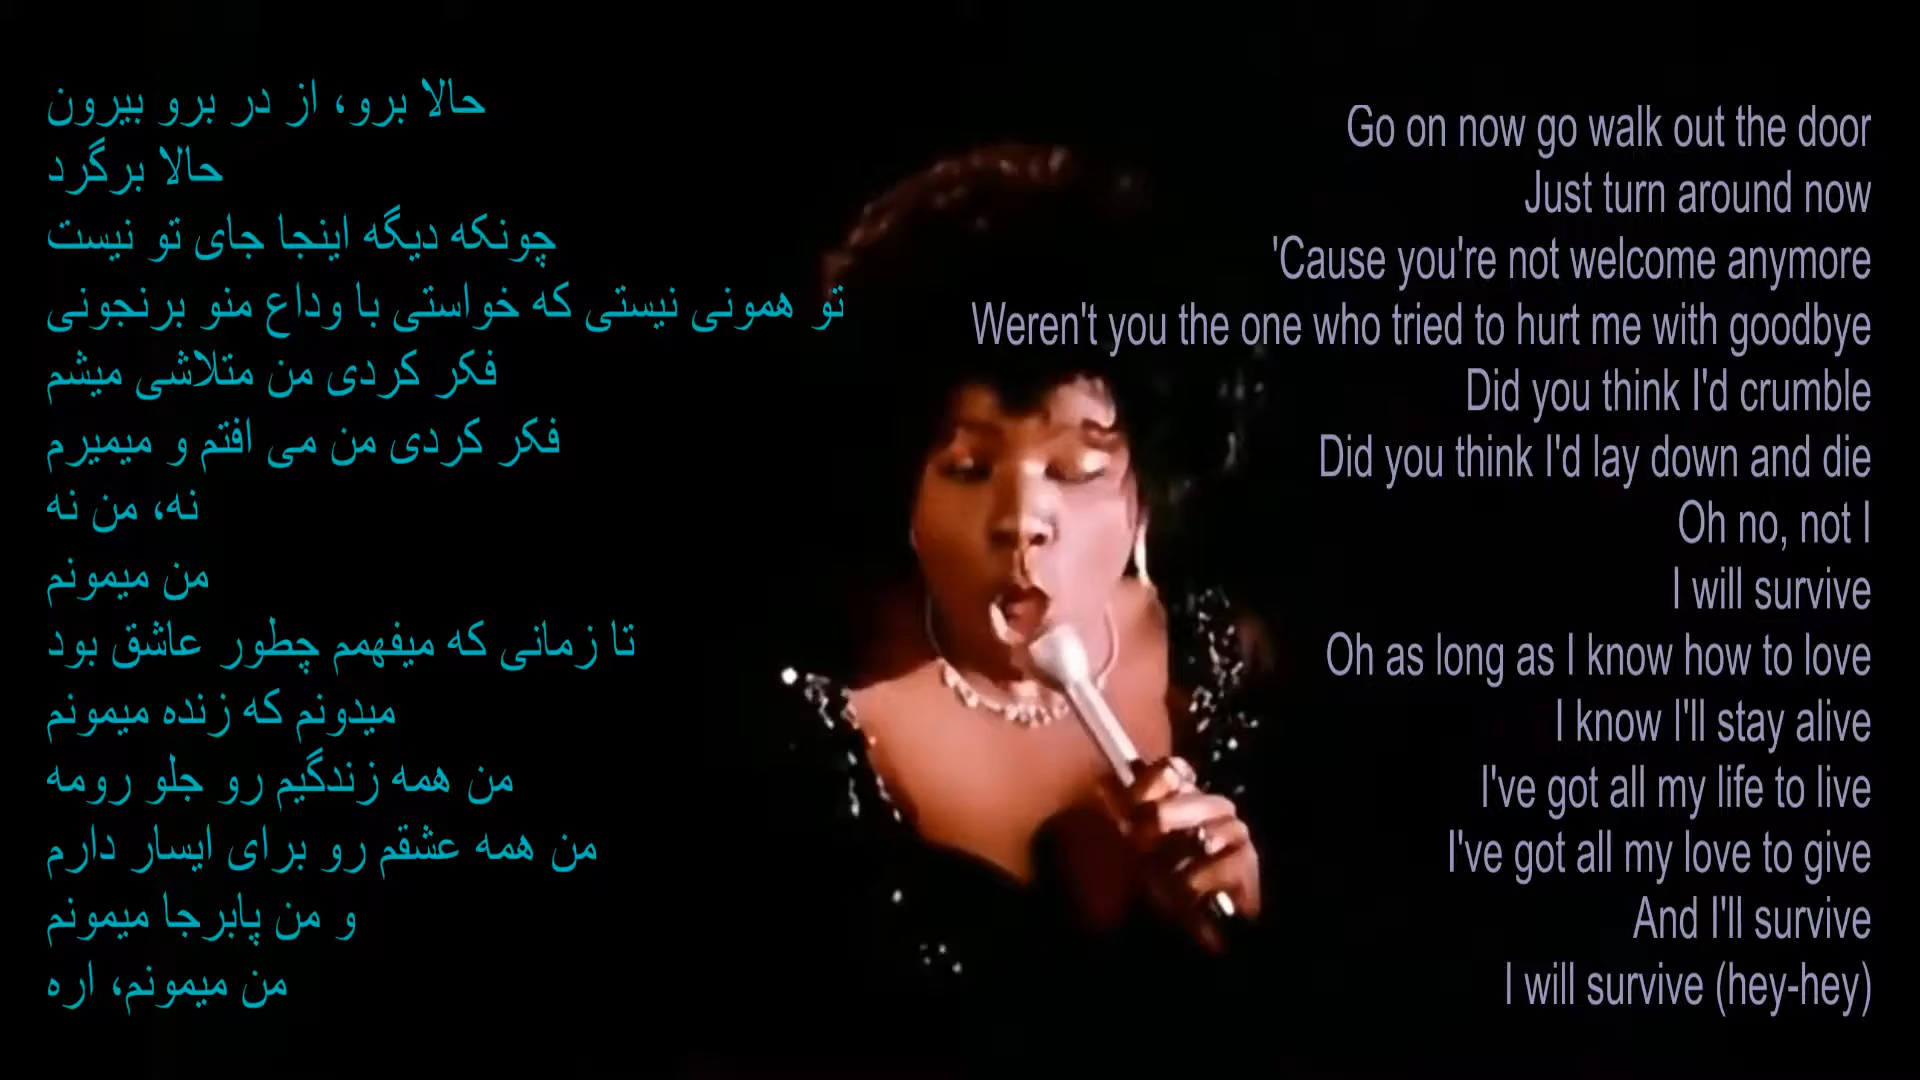 حالا برو، از در برو بیرون
حالا برگرد
چونکه دیگه اینجا جای تو نیست
تو همونی نیستی که خواستی با وداع منو برنجونی
فکر کردی من متلاشی میشم
فکر کردی من می افتم و میمیرم
نه، من نه
من میمونم
تا زمانی که میفهمم چطور عاشق بود
میدونم که زنده میمونم
من همه زندگیم رو جلو رومه
من همه عشقم رو برای ایسار دارم
و من پابرجا میمونم
من میمونم، اره
Go on now go walk out the door
Just turn around now
'Cause you're not welcome anymore
Weren't you the one who tried to hurt me with goodbye
Did you think I'd crumble
Did you think I'd lay down and die
Oh no, not I
I will survive
Oh as long as I know how to love
I know I'll stay alive
I've got all my life to live
I've got all my love to give
And I'll survive
I will survive (hey-hey)